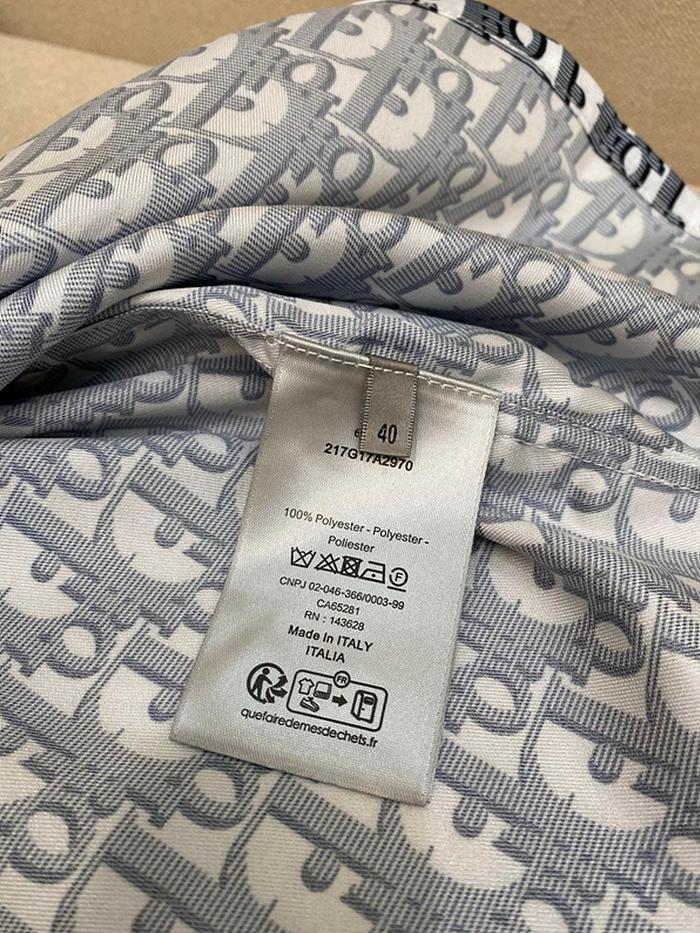 40
217G17A2970
100% Polyester - Polyester -
Poliester
F
CNPJ 02-046-366/0003-99
CA65281
RN : 143628
Made In ITALY
ITALIA
FR
quefairedemesdechets.fr